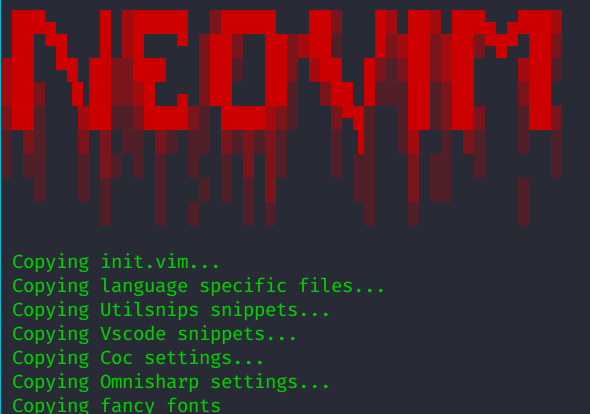 NEOVIM
Copying init.vim...
Copying language specific files...
Copying Utilsnips snippets...
Copying Vscode snippets...
Copying Coc settings...
Copying Omnisharp settings...
Copying fancy fonts